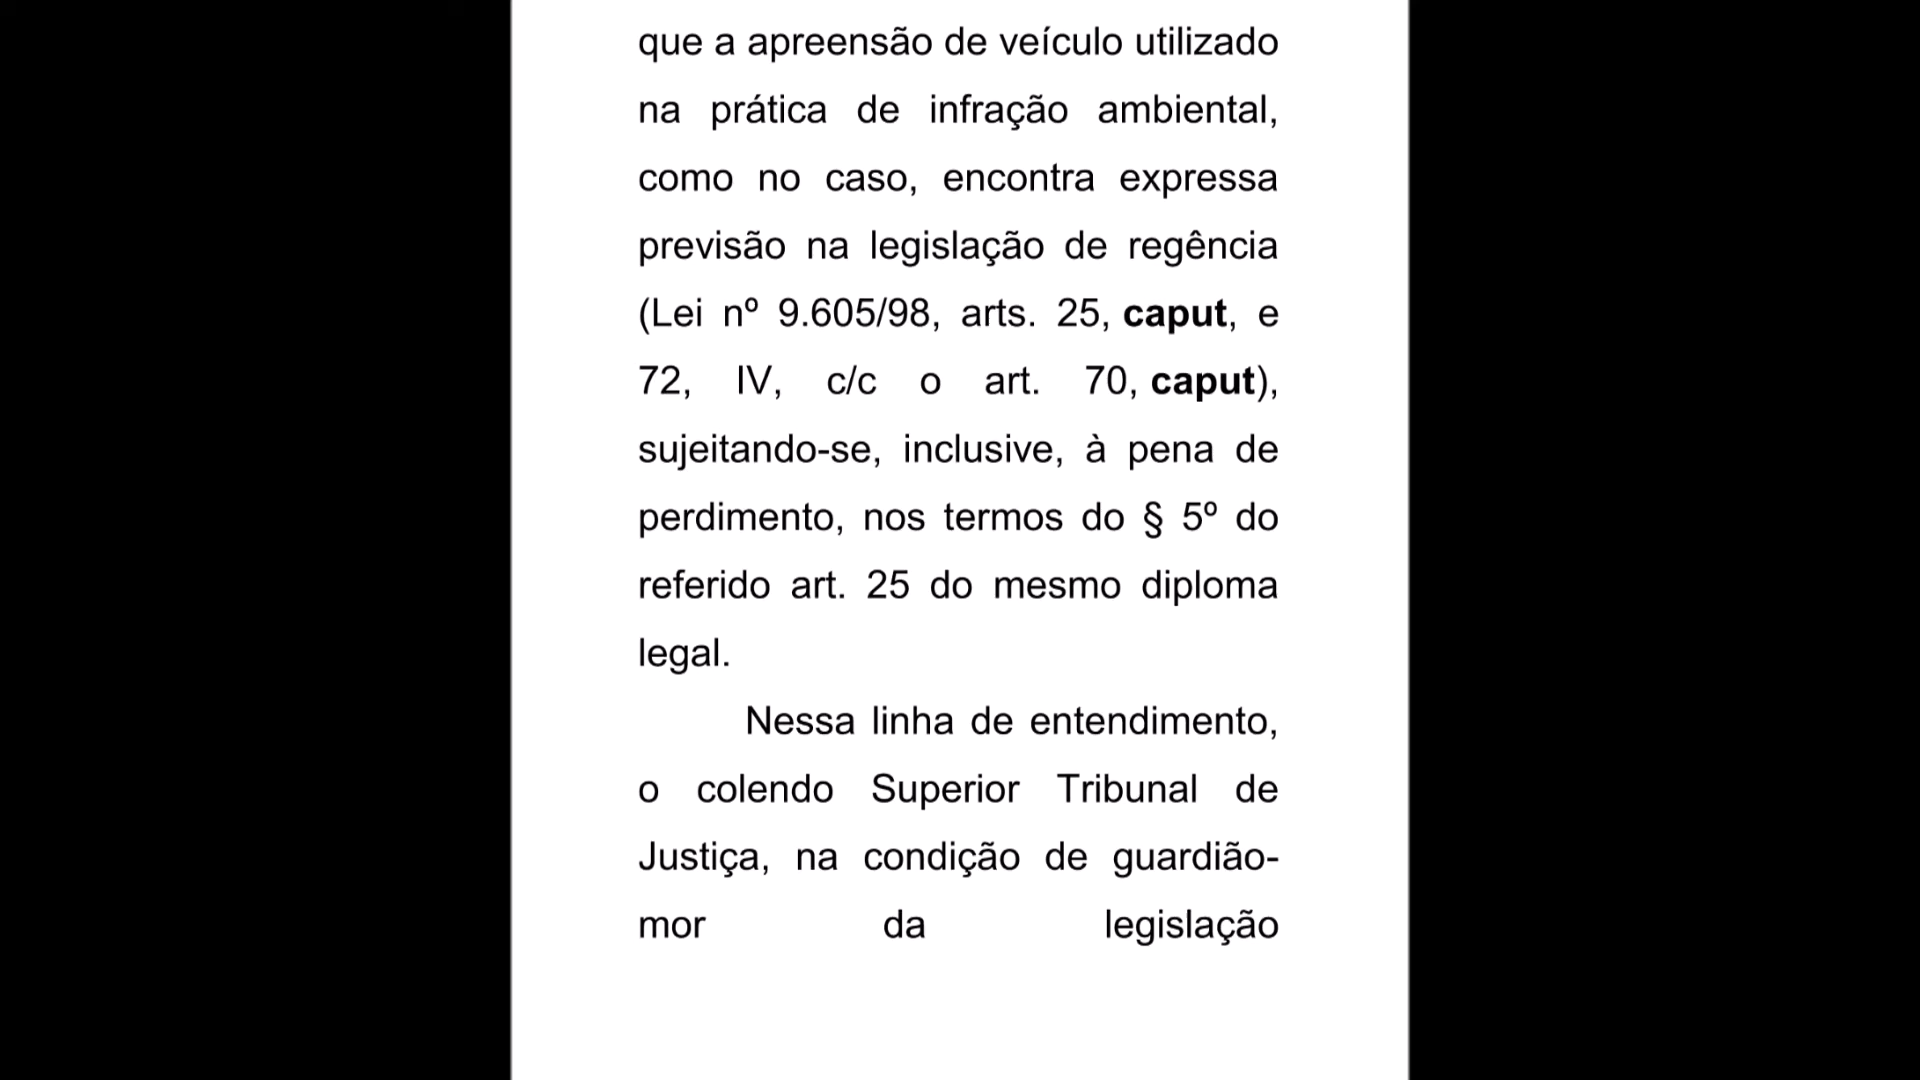 que a apreensão de veículo utilizado
na prática de infração ambiental,
como no caso, encontra expressa
previsão na legislação de regência
(Lei nº 9.605/98, arts. 25, caput, e
72, IV, c/c o art. 70, caput),
sujeitando-se, inclusive, à pena de
perdimento, nos termos do § 5º do
referido art. 25 do mesmo diploma
legal.
Nessa linha de entendimento,
o colendo Superior Tribunal de
Justiça, na condição de guardião-
mor da legislação